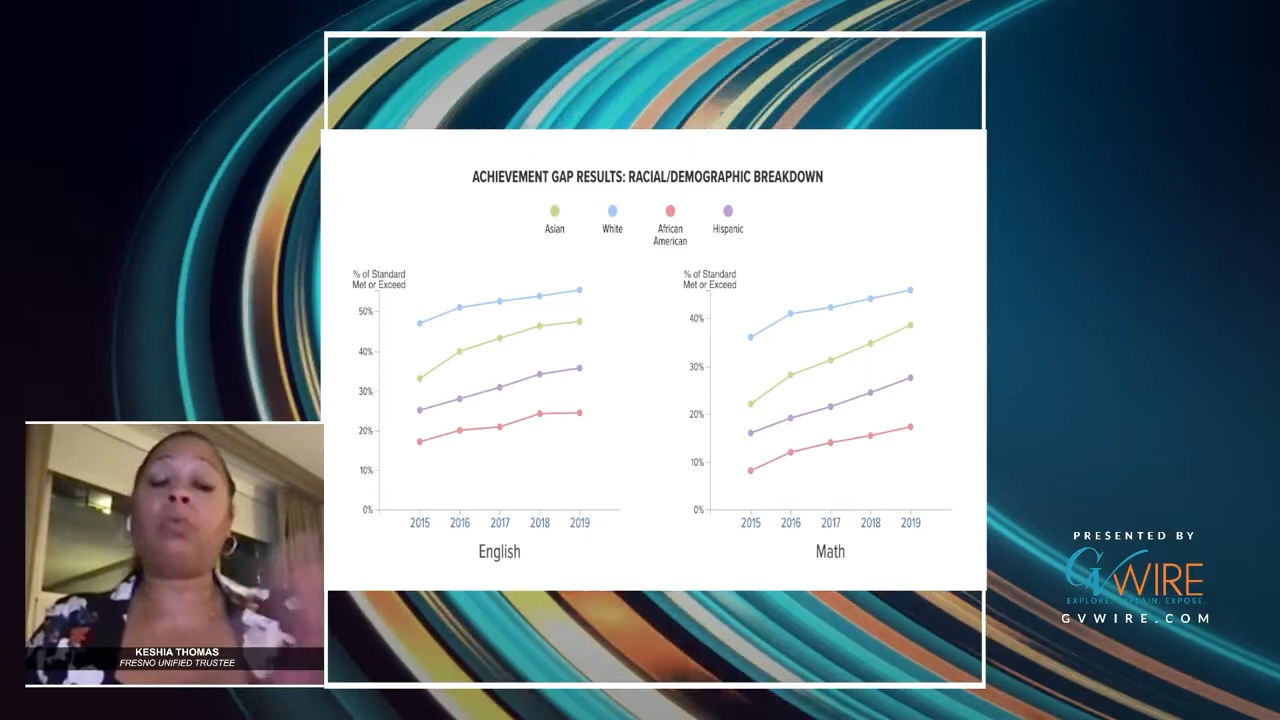 ACHIEVEMENT GAP RESULTS: RACIAL/DEMOGRAPHIC BREAKDOWN
Asian
White
African
American
Hispanic
% of Standard
Met or Exceed
50%
40%
30%
20%
10%
0%
2015 2016 2017 2018 2019
English
% of Standard
Met or Exceed
40%
30%
20%
10%
0%
2015 2016 2017 2018 2019
Math
KESHIA THOMAS
FRESNO UNIFIED TRUSTEE
PRESENTED BY
GV WIRE
EXPLORE. EXPLAIN. EXPOSE.
GVWIRE.COM